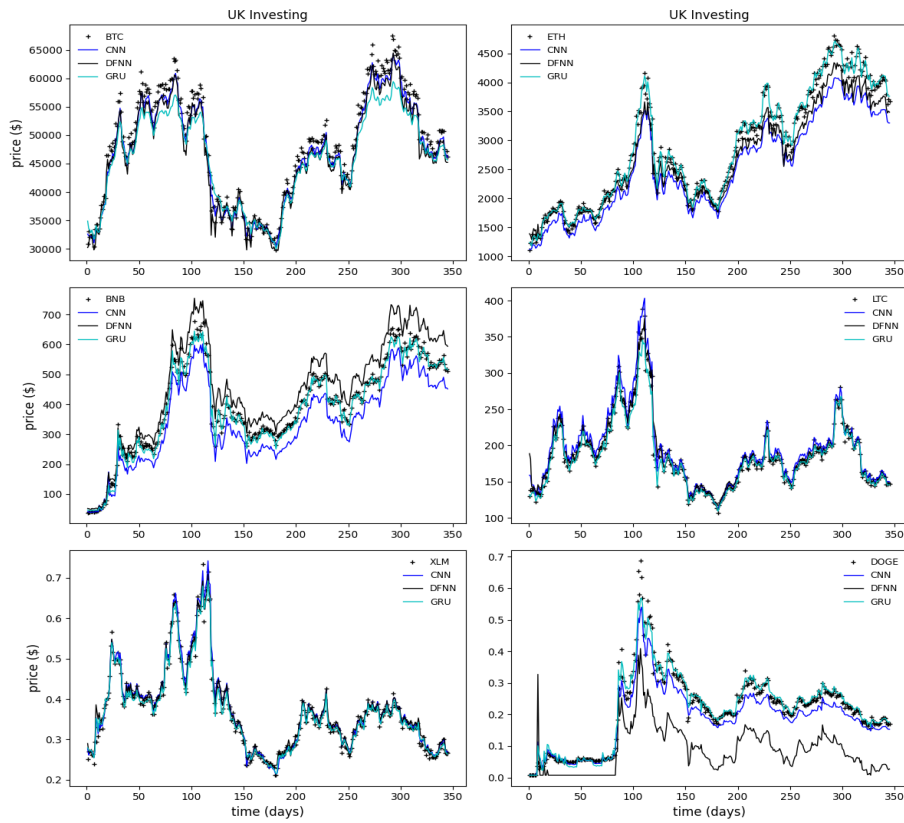 UK Investing
UK Investing
BTC
CNN
DFNN
GRU
65000
60000
55000
50000
45000
40000
35000
30000
price ($)
0 50 100 150 200 250 300 350
ETH
CNN
DFNN
GRU
4500
4000
3500
3000
2500
2000
1500
1000
0 50 100 150 200 250 300 350
BNB
CNN
DFNN
GRU
700
600
500
400
300
200
100
price ($)
0 50 100 150 200 250 300 350
LTC
CNN
DFNN
GRU
400
350
300
250
200
150
100
0 50 100 150 200 250 300 350
XLM
CNN
DFNN
GRU
0.7
0.6
0.5
0.4
0.3
0.2
price ($)
0 50 100 150 200 250 300 350
time (days)
DOGE
CNN
DFNN
GRU
0.7
0.6
0.5
0.4
0.3
0.2
0.1
0.0
0 50 100 150 200 250 300 350
time (days)